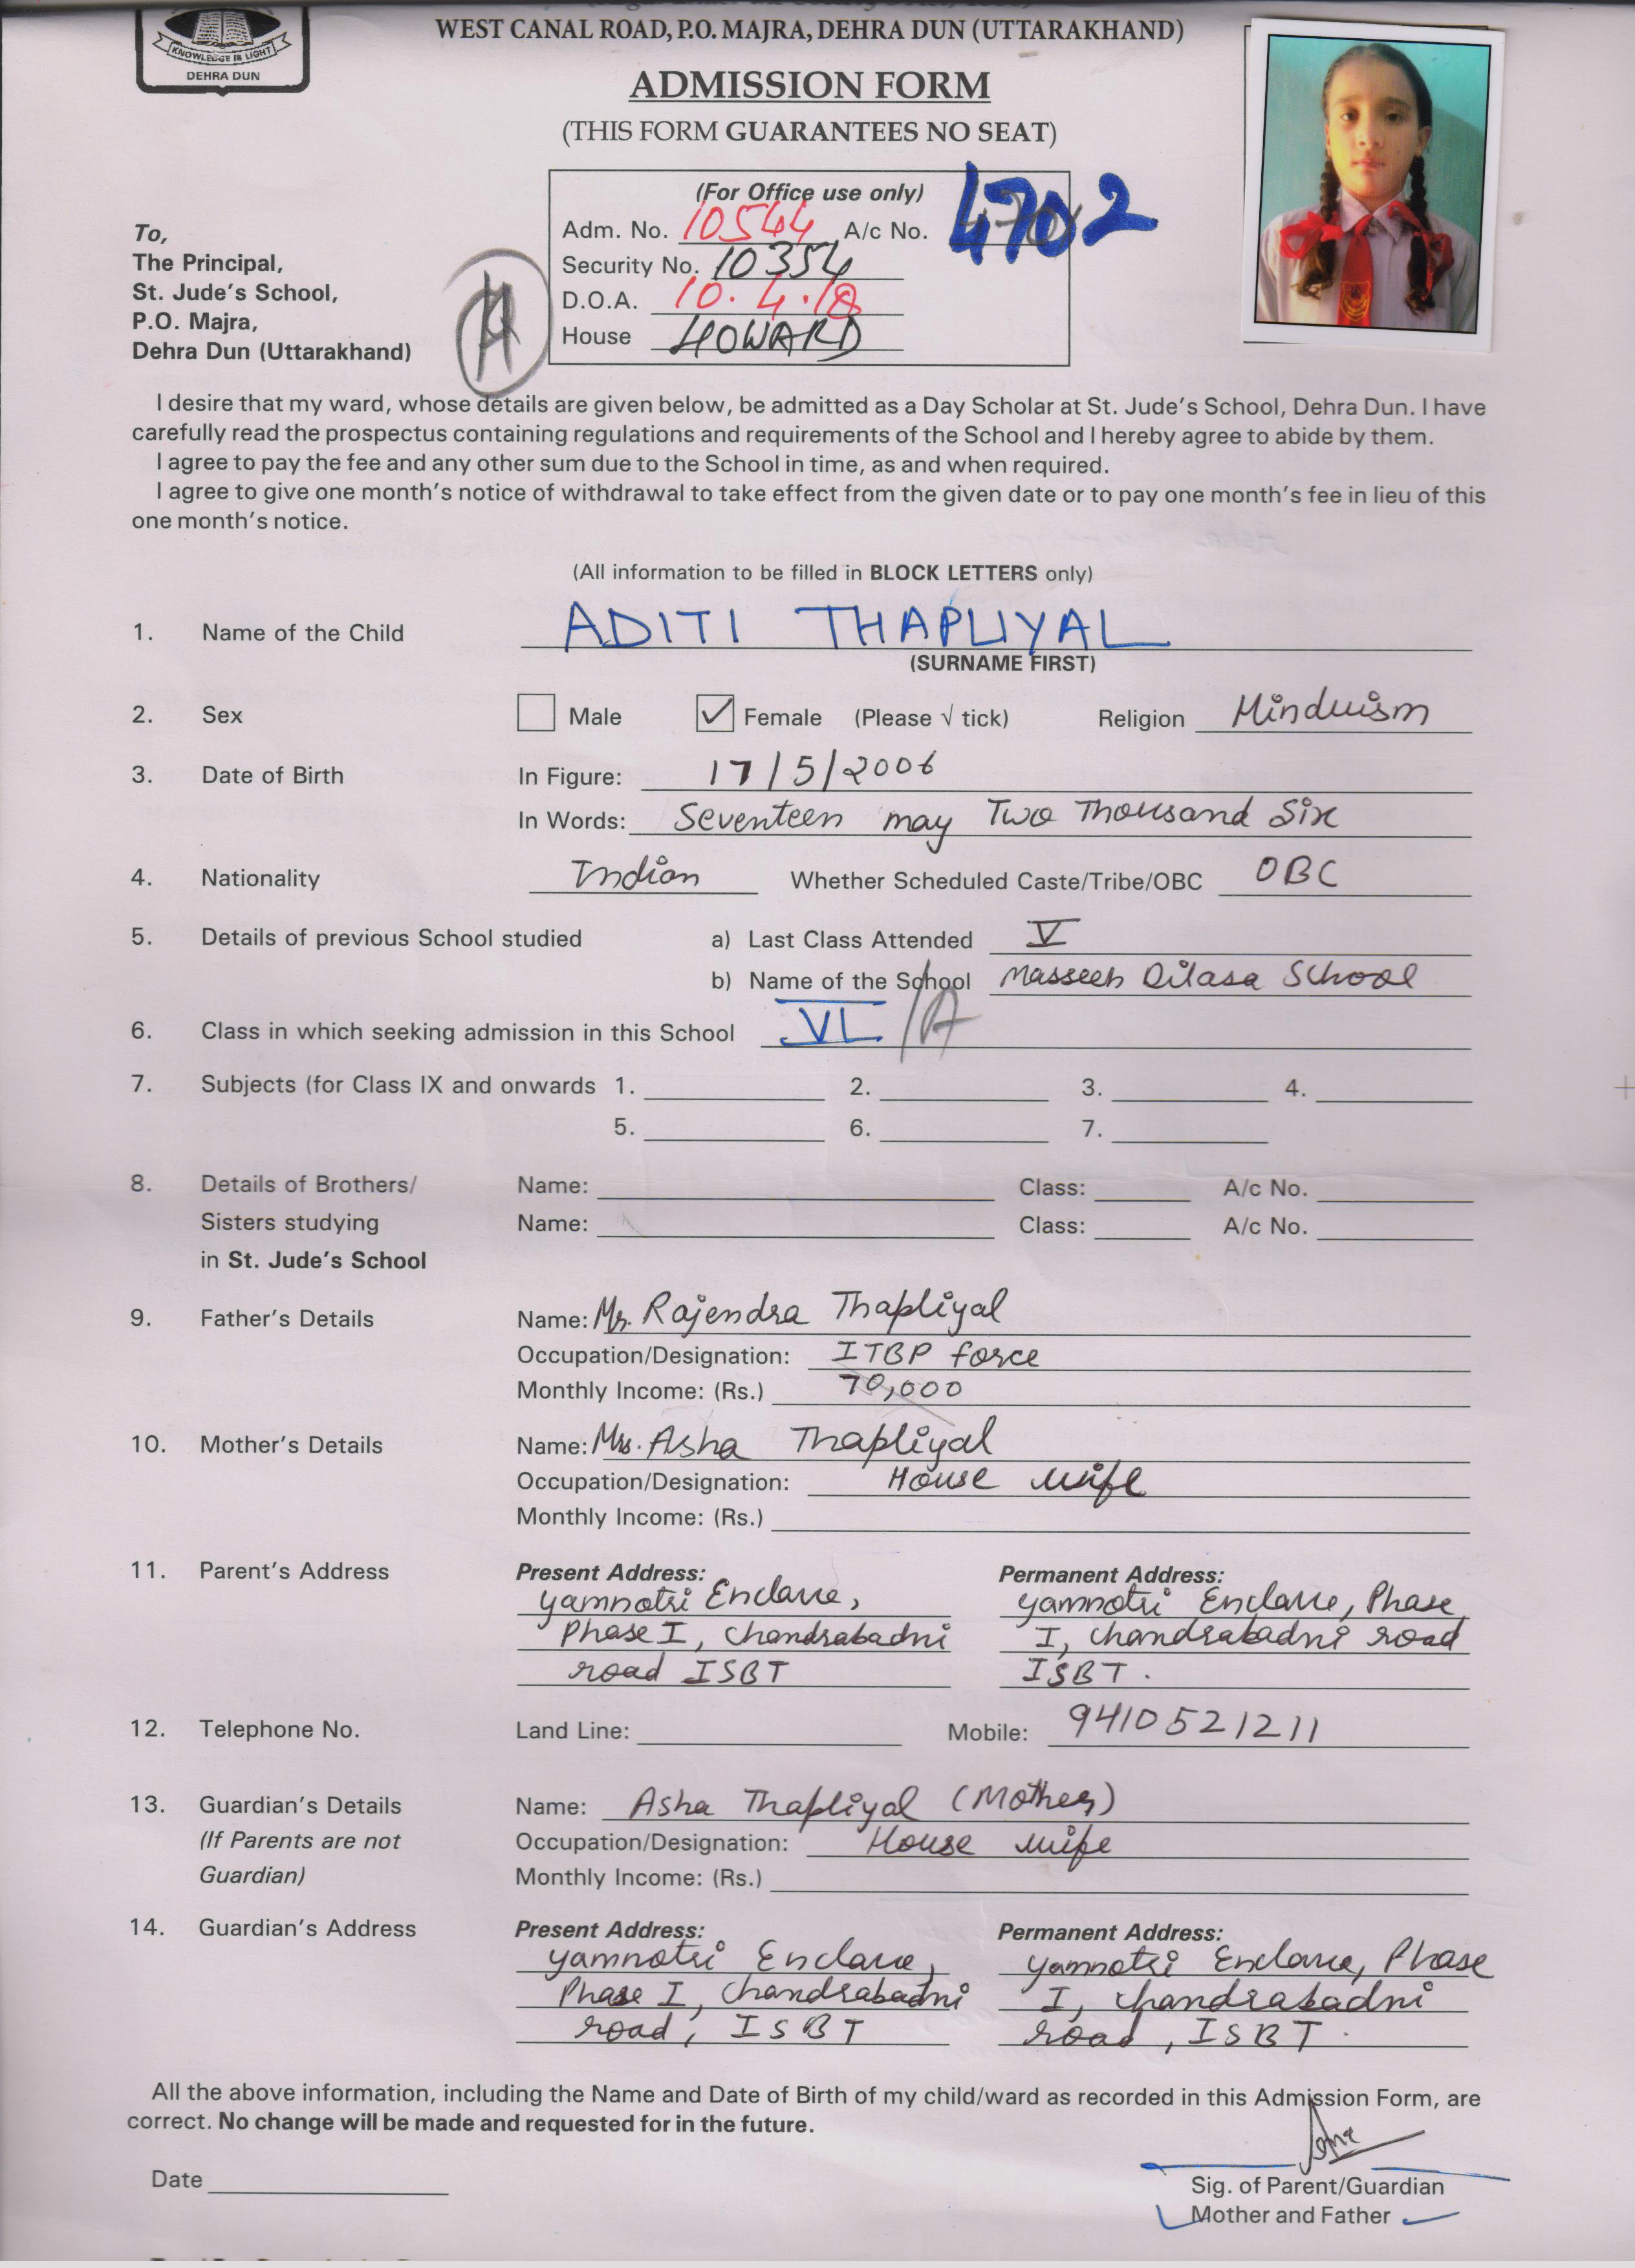 KNOWLEDGE IS LIGHT
DEHRA DUN
WEST CANAL ROAD, P.O. MAJRA, DEHRA DUN (UTTARAKHAND)
ADMISSION FORM
(THIS FORM GUARANTEES NO SEAT)
(For Office use only)
Adm. No. 10544 A/c No. 4702
Security No. 10354
D.O.A. 10.4.18
House HOWARD
To,
The Principal,
St. Jude's School,
P.O. Majra,
Dehra Dun (Uttarakhand)
I desire that my ward, whose details are given below, be admitted as a Day Scholar at St. Jude's School, Dehra Dun. I have
carefully read the prospectus containing regulations and requirements of the School and I hereby agree to abide by them.
I agree to pay the fee and any other sum due to the School in time, as and when required.
I agree to give one month's notice of withdrawal to take effect from the given date or to pay one month's fee in lieu of this
one month's notice.
(All information to be filled in BLOCK LETTERS only)
1. Name of the Child ADITI THAPLIYAL
(SURNAME FIRST)
2. Sex Male ✓ Female (Please √ tick) Religion Hinduism
3. Date of Birth In Figure: 17/5/2006
In Words: Seventeen may Two Thousand Six
4. Nationality Indian Whether Scheduled Caste/Tribe/OBC OBC
5. Details of previous School studied a) Last Class Attended V
b) Name of the School Masseeh Dilasa School
6. Class in which seeking admission in this School VI/A
7. Subjects (for Class IX and onwards 1. 2. 3. 4.
5. 6. 7.
8. Details of Brothers/ Name: Class: A/c No.
Sisters studying Name: Class: A/c No.
in St. Jude's School
9. Father's Details Name: Mr. Rajendra Thapliyal
Occupation/Designation: ITBP force
Monthly Income: (Rs.) 70,000
10. Mother's Details Name: Mrs. Asha Thapliyal
Occupation/Designation: House wife
Monthly Income: (Rs.)
11. Parent's Address Present Address: Permanent Address:
yamnotri Enclave, yamnotri Enclave, Phase
Phase I, Chandrabadni I, chandrabadni road
road ISBT ISBT.
12. Telephone No. Land Line: Mobile: 9410521211
13. Guardian's Details Name: Asha Thapliyal (Mother)
(If Parents are not Occupation/Designation: House wife
Guardian) Monthly Income: (Rs.)
14. Guardian's Address Present Address: Permanent Address:
yamnotri Enclave, yamnotri Enclave, Phase
Phase I, Chandrabadni I, chandrabadni
road, ISBT road, ISBT.
All the above information, including the Name and Date of Birth of my child/ward as recorded in this Admission Form, are
correct. No change will be made and requested for in the future.
Date
Sig. of Parent/Guardian
Mother and Father